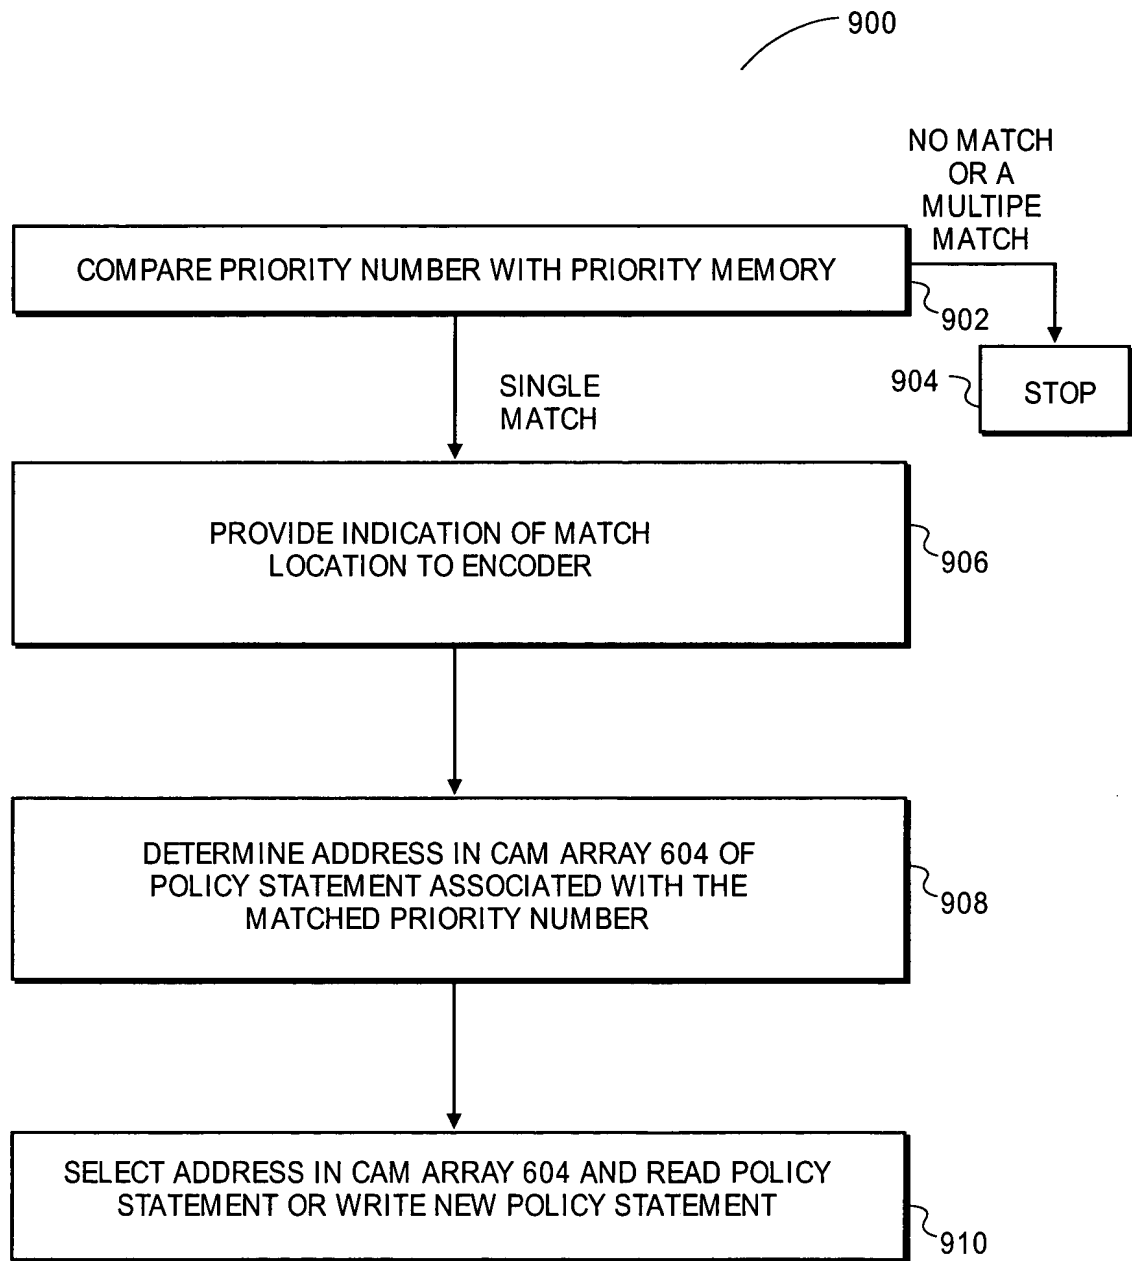 900
NO MATCH
OR A
MULTIPE
MATCH
COMPARE PRIORITY NUMBER WITH PRIORITY MEMORY
902
904
STOP
SINGLE
MATCH
PROVIDE INDICATION OF MATCH
LOCATION TO ENCODER
906
DETERMINE ADDRESS IN CAM ARRAY 604 OF
POLICY STATEMENT ASSOCIATED WITH THE
MATCHED PRIORITY NUMBER
908
SELECT ADDRESS IN CAM ARRAY 604 AND READ POLICY
STATEMENT OR WRITE NEW POLICY STATEMENT
910